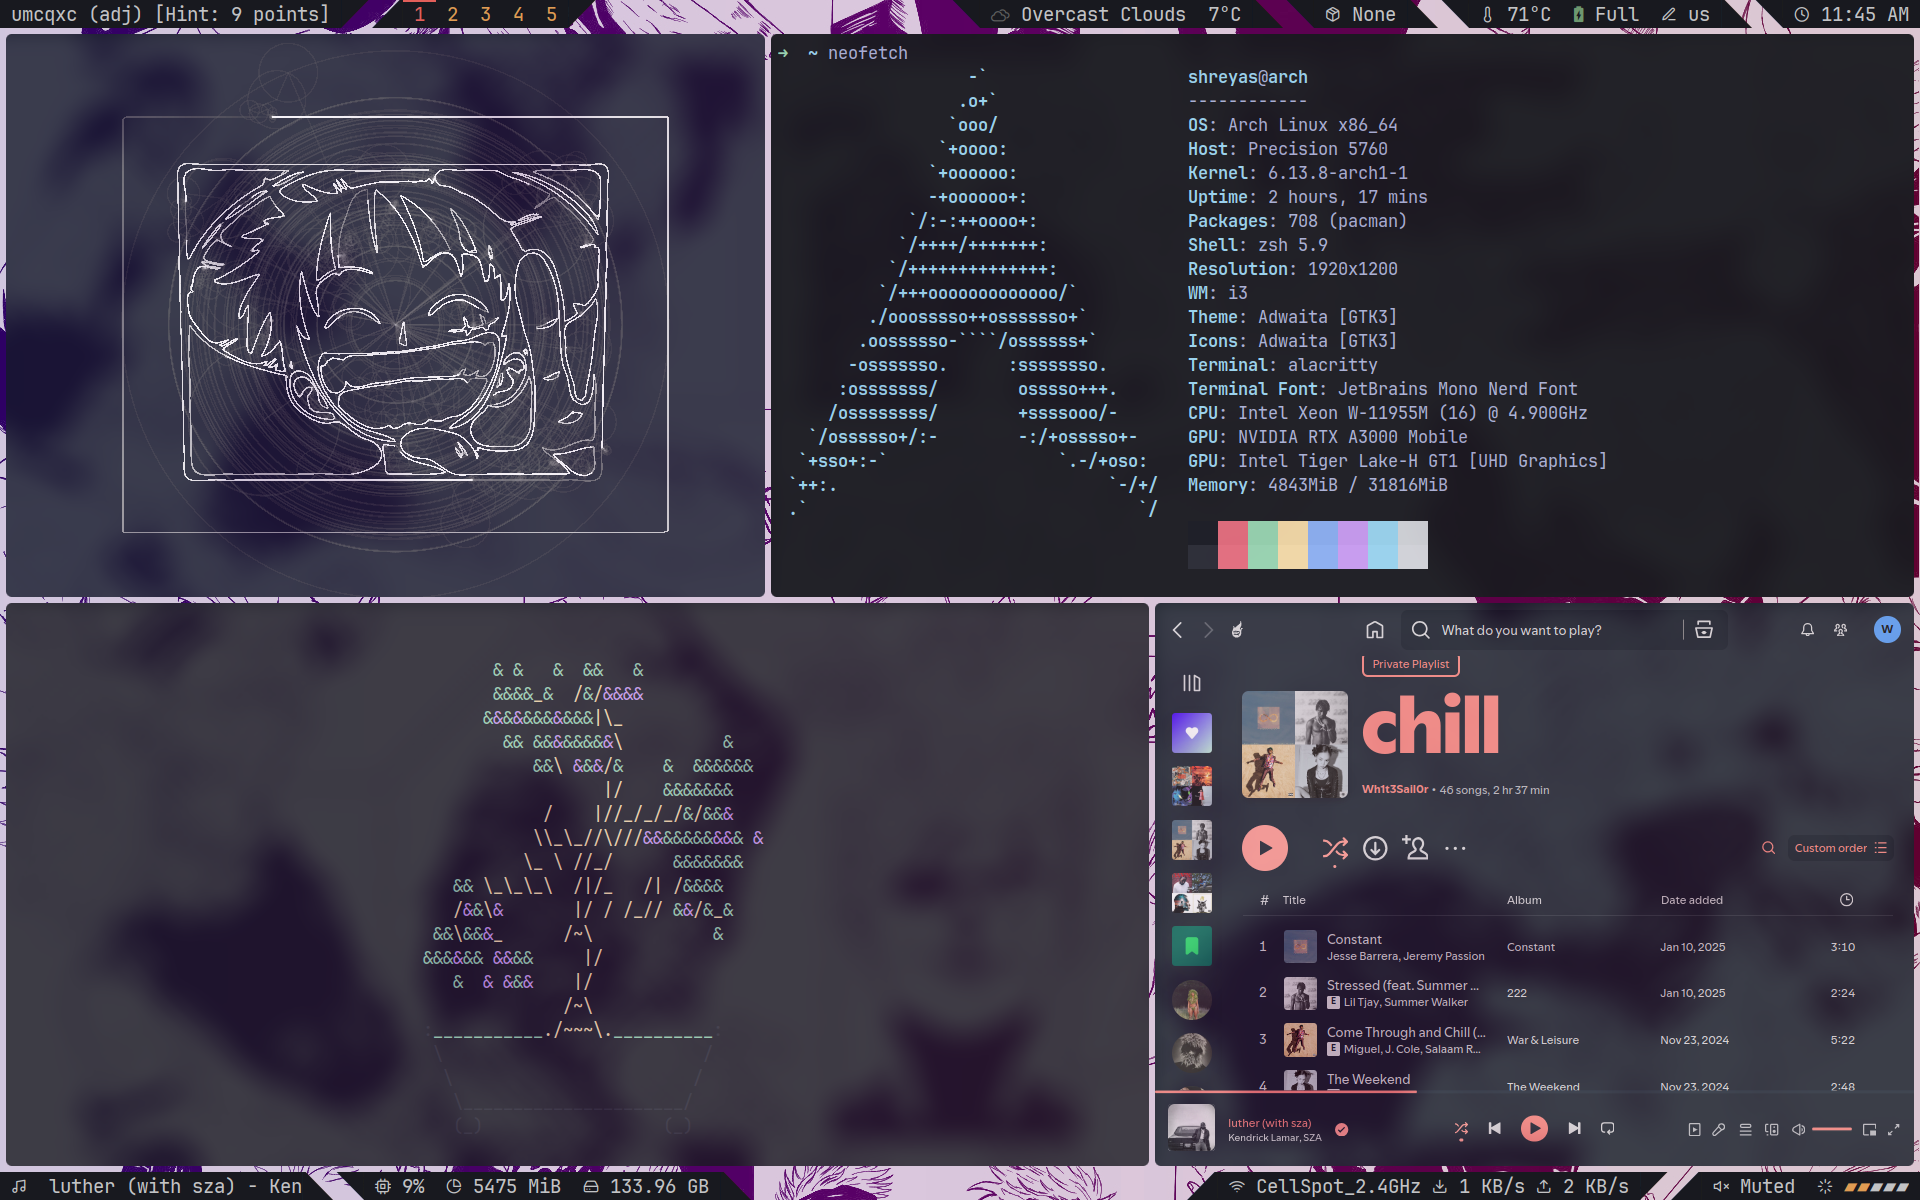 umcqxc (adj) [Hint: 9 points]
1 2 3 4 5
Overcast Clouds 7°C
None
71°C Full us
11:45 AM
→ ~ neofetch
shreyas@arch
------------
OS: Arch Linux x86_64
Host: Precision 5760
Kernel: 6.13.8-arch1-1
Uptime: 2 hours, 17 mins
Packages: 708 (pacman)
Shell: zsh 5.9
Resolution: 1920x1200
WM: i3
Theme: Adwaita [GTK3]
Icons: Adwaita [GTK3]
Terminal: alacritty
Terminal Font: JetBrains Mono Nerd Font
CPU: Intel Xeon W-11955M (16) @ 4.900GHz
GPU: NVIDIA RTX A3000 Mobile
GPU: Intel Tiger Lake-H GT1 [UHD Graphics]
Memory: 4843MiB / 31816MiB
What do you want to play?
W
Private Playlist
chill
Wh1t3Sail0r • 46 songs, 2 hr 37 min
Custom order
# Title Album Date added
1 Constant
Jesse Barrera, Jeremy Passion
Constant Jan 10, 2025 3:10
2 Stressed (feat. Summer ...
E Lil Tjay, Summer Walker
222 Jan 10, 2025 2:24
3 Come Through and Chill (...
E Miguel, J. Cole, Salaam R...
War & Leisure Nov 23, 2024 5:22
4 The Weekend
The Weekend Nov 23, 2024 2:48
luther (with sza)
Kendrick Lamar, SZA
luther (with sza) - Ken
9% 5475 MiB 133.96 GB
CellSpot_2.4GHz 1 KB/s 2 KB/s
Muted